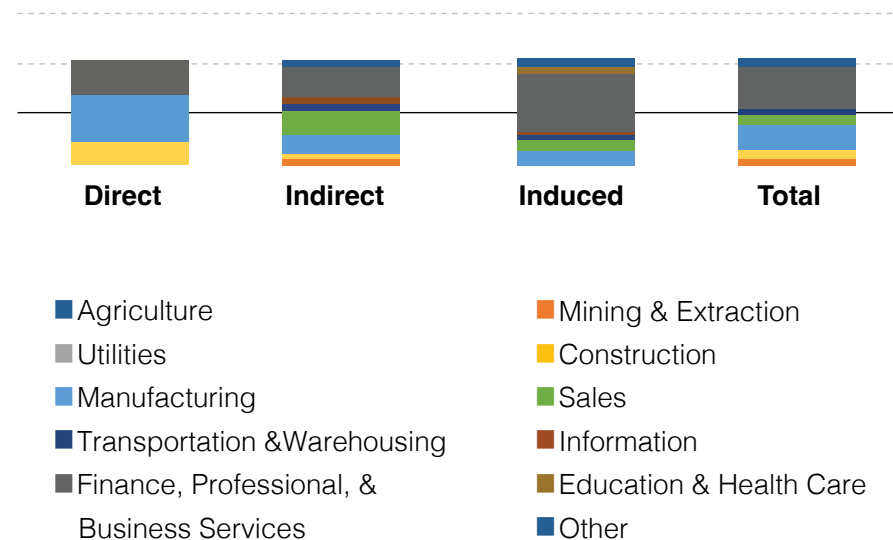 Direct Indirect Induced Total
Agriculture
Utilities
Manufacturing
Transportation &Warehousing
Finance, Professional, &
Business Services
Mining & Extraction
Construction
Sales
Information
Education & Health Care
Other